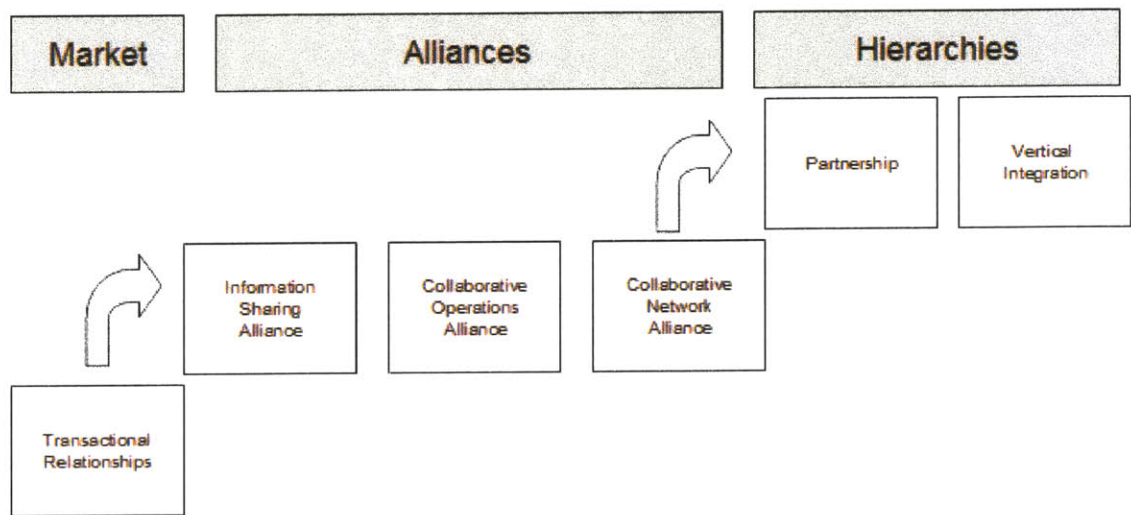 Market
Alliances
Hierarchies
Partnership
Vertical
Integration
Information
Sharing
Alliance
Collaborative
Operations
Alliance
Collaborative
Network
Alliance
Transactional
Relationships